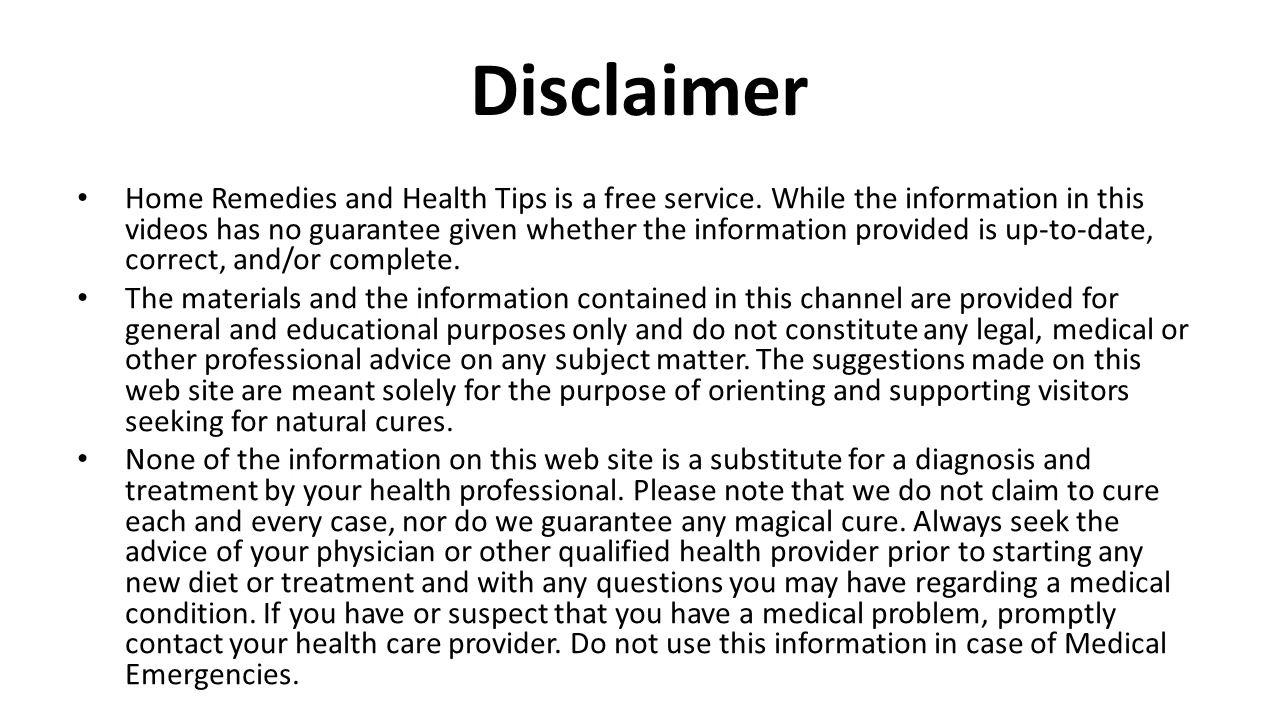 Disclaimer
• Home Remedies and Health Tips is a free service. While the information in this
videos has no guarantee given whether the information provided is up-to-date,
correct, and/or complete.
• The materials and the information contained in this channel are provided for
general and educational purposes only and do not constitute any legal, medical or
other professional advice on any subject matter. The suggestions made on this
web site are meant solely for the purpose of orienting and supporting visitors
seeking for natural cures.
• None of the information on this web site is a substitute for a diagnosis and
treatment by your health professional. Please note that we do not claim to cure
each and every case, nor do we guarantee any magical cure. Always seek the
advice of your physician or other qualified health provider prior to starting any
new diet or treatment and with any questions you may have regarding a medical
condition. If you have or suspect that you have a medical problem, promptly
contact your health care provider. Do not use this information in case of Medical
Emergencies.